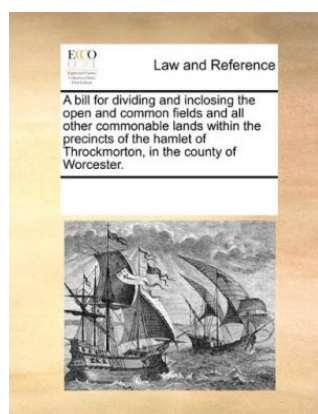 ECCO
Law and Reference
A bill for dividing and inclosing the
open and common fields and all
other commonable lands within the
precincts of the hamlet of
Throckmorton, in the county of
Worcester.